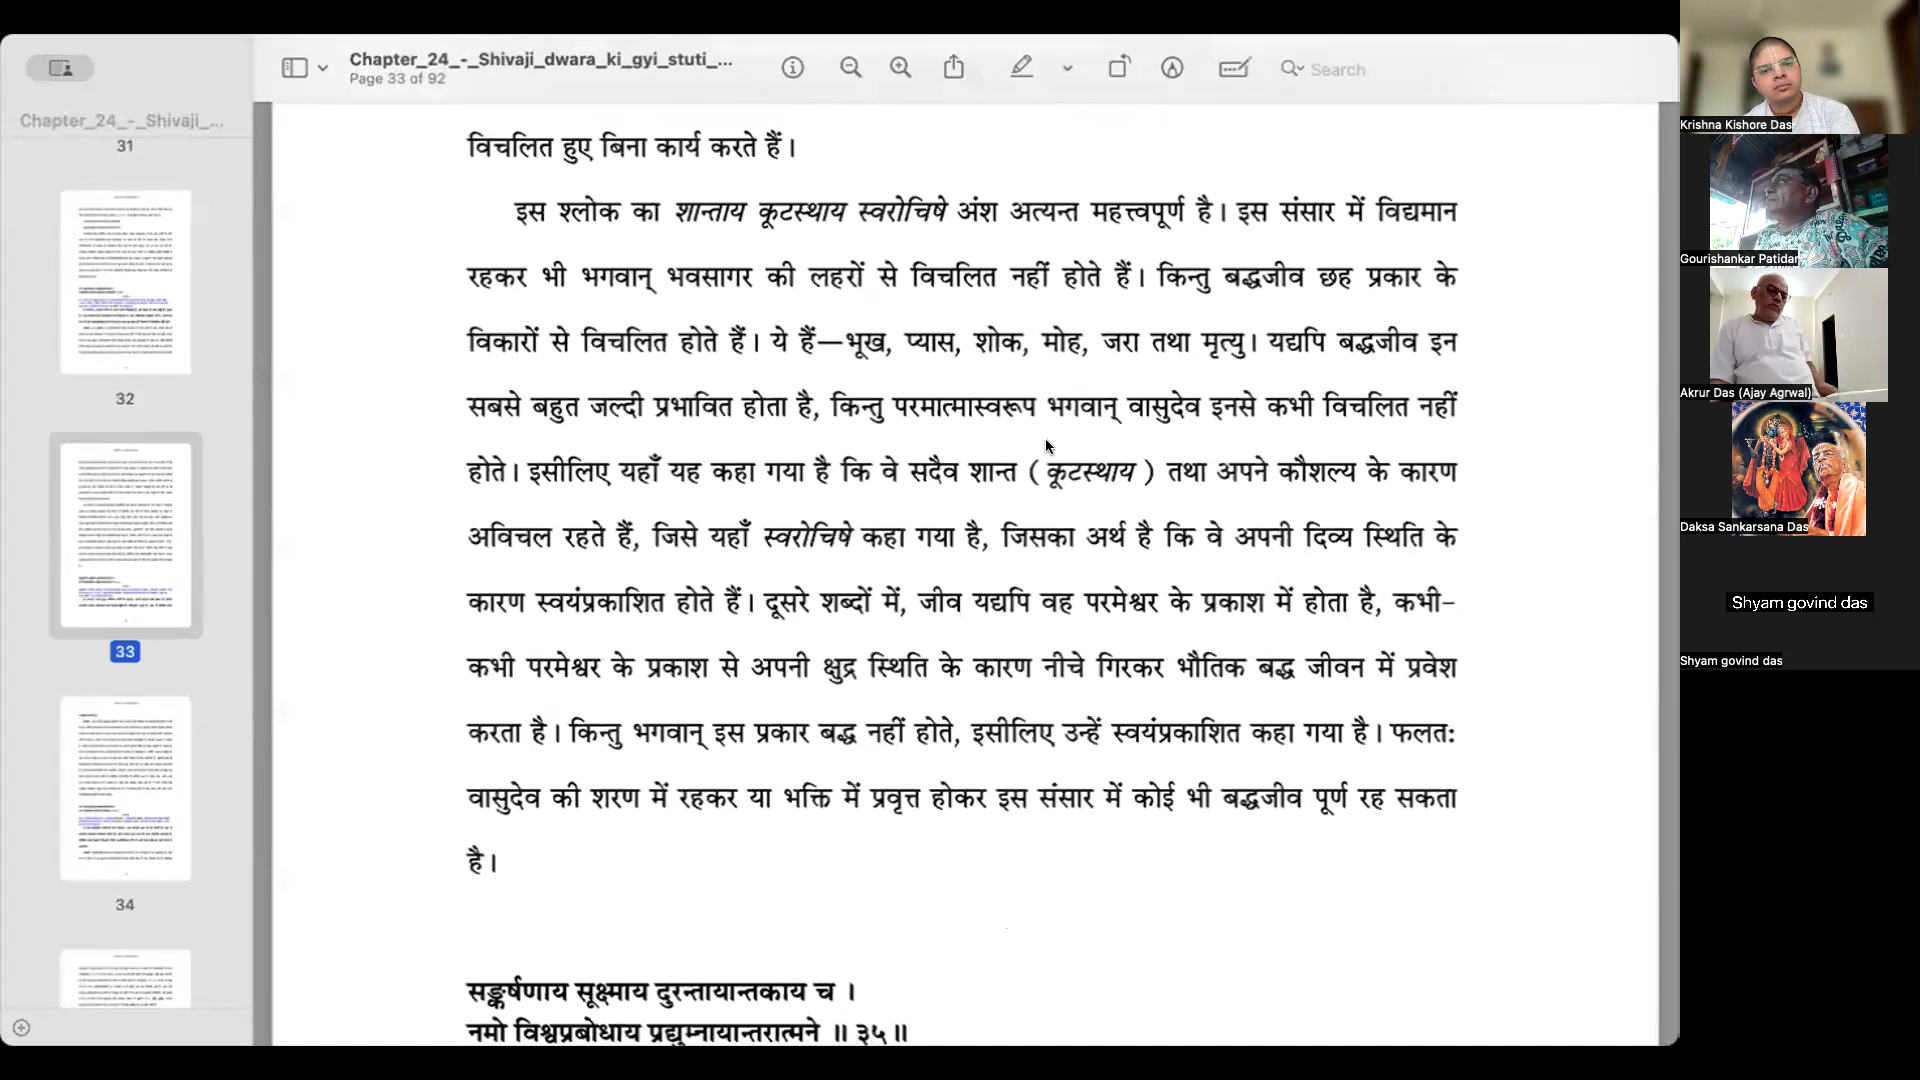 Chapter_24_-_Shivaji_dwara_ki_gyi_stuti_...
Page 33 of 92
Search
Chapter_24_-_Shivaji_...
31
32
33
34
विचलित हुए बिना कार्य करते हैं।
इस श्लोक का शान्ताय कूटस्थाय स्वरोचिषे अंश अत्यन्त महत्त्वपूर्ण है। इस संसार में विद्यमान
रहकर भी भगवान् भवसागर की लहरों से विचलित नहीं होते हैं। किन्तु बद्धजीव छह प्रकार के
विकारों से विचलित होते हैं। ये हैं—भूख, प्यास, शोक, मोह, जरा तथा मृत्यु। यद्यपि बद्धजीव इन
सबसे बहुत जल्दी प्रभावित होता है, किन्तु परमात्मास्वरूप भगवान् वासुदेव इनसे कभी विचलित नहीं
होते। इसीलिए यहाँ यह कहा गया है कि वे सदैव शान्त ( कूटस्थाय ) तथा अपने कौशल्य के कारण
अविचल रहते हैं, जिसे यहाँ स्वरोचिषे कहा गया है, जिसका अर्थ है कि वे अपनी दिव्य स्थिति के
कारण स्वयंप्रकाशित होते हैं। दूसरे शब्दों में, जीव यद्यपि वह परमेश्वर के प्रकाश में होता है, कभी-
कभी परमेश्वर के प्रकाश से अपनी क्षुद्र स्थिति के कारण नीचे गिरकर भौतिक बद्ध जीवन में प्रवेश
करता है। किन्तु भगवान् इस प्रकार बद्ध नहीं होते, इसीलिए उन्हें स्वयंप्रकाशित कहा गया है। फलत:
वासुदेव की शरण में रहकर या भक्ति में प्रवृत्त होकर इस संसार में कोई भी बद्धजीव पूर्ण रह सकता
है।
सङ्कर्षणाय सूक्ष्माय दुरन्तायान्तकाय च ।
नमो विश्वप्रबोधाय प्रद्युम्नायान्तरात्मने ॥ ३५॥
Krishna Kishore Das
Gourishankar Patidar
Akrur Das (Ajay Agrwal)
Daksa Sankarsana Das
Shyam govind das
Shyam govind das